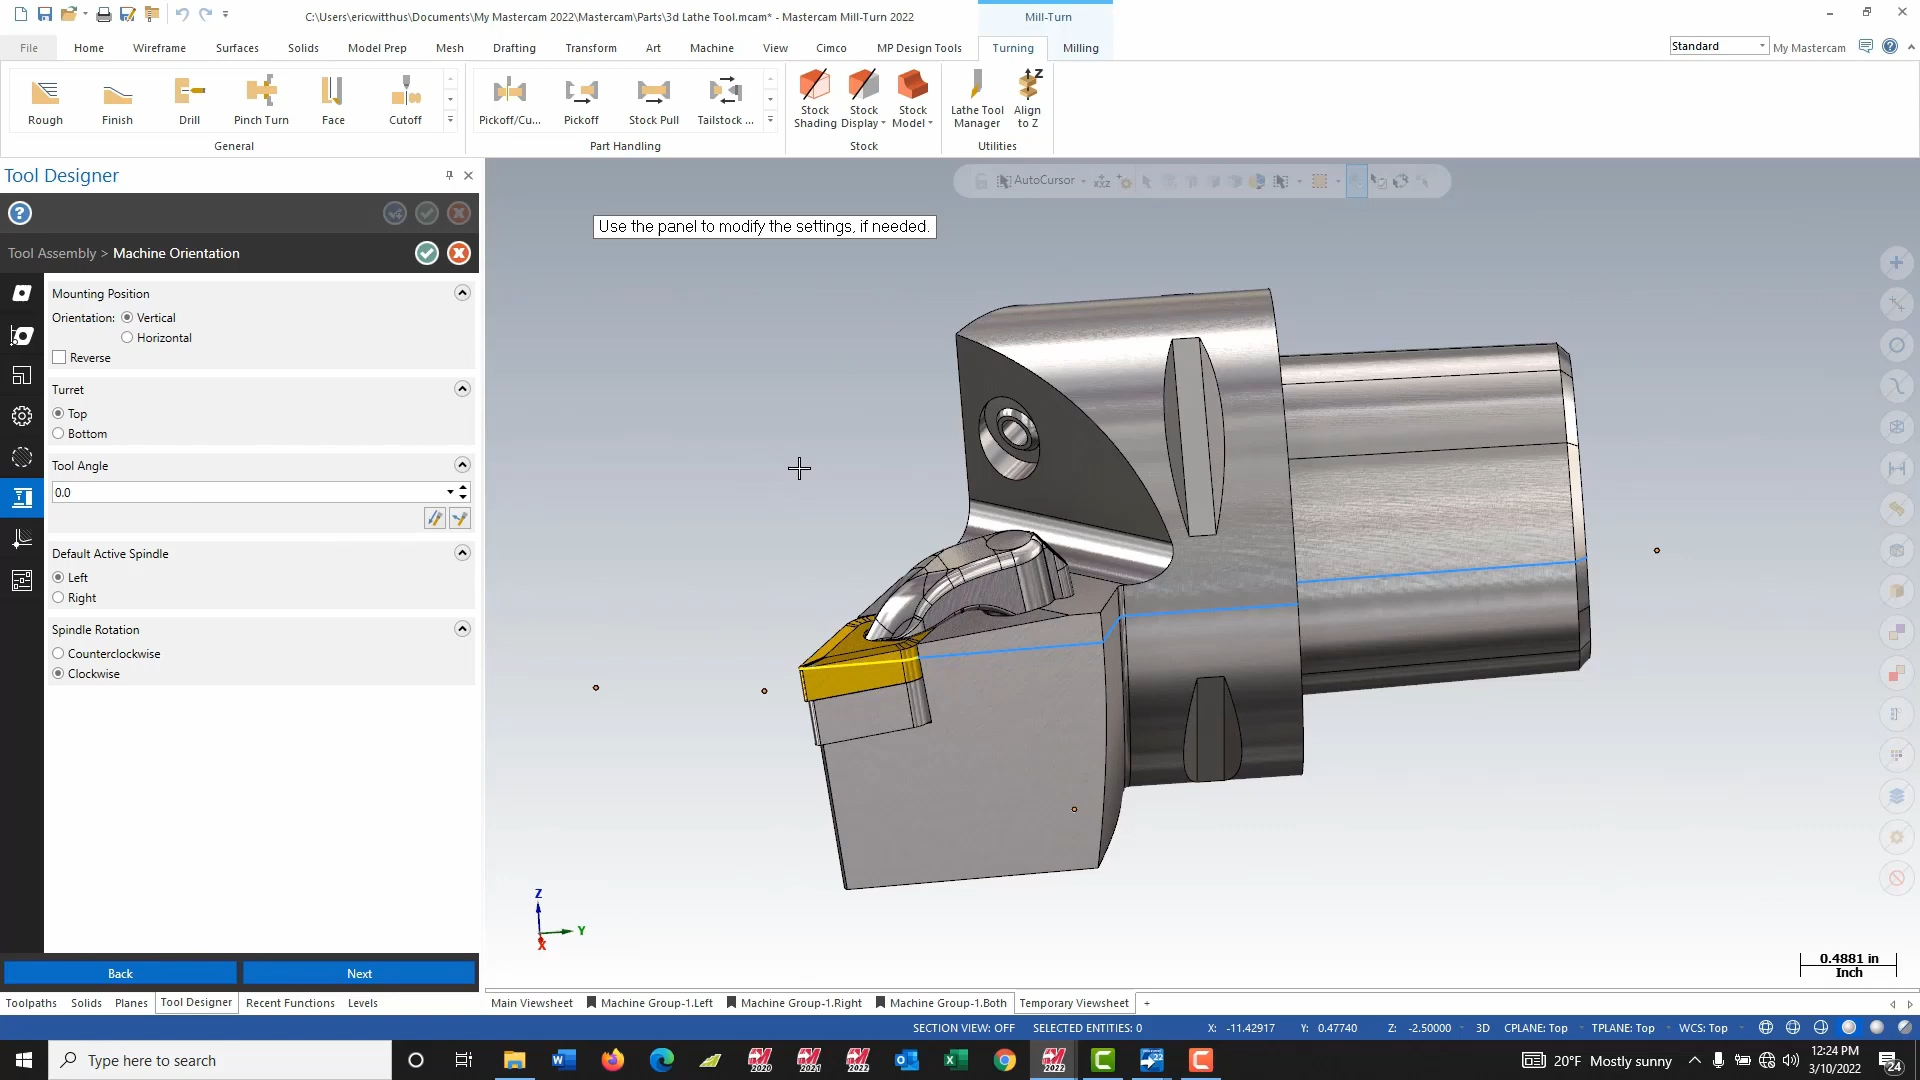 C:\Users\ericwitthus\Documents\My Mastercam 2022\Mastercam\Parts\3d Lathe Tool.mcam* - Mastercam Mill-Turn 2022
Mill-Turn
File Home Wireframe Surfaces Solids Model Prep Mesh Drafting Transform Art Machine View Cimco MP Design Tools Turning Milling
Standard My Mastercam
Rough Finish Drill Pinch Turn Face Cutoff
Pickoff/Cu... Pickoff Stock Pull Tailstock ...
Stock Shading
Stock Display
Stock Model
Lathe Tool Manager
Align to Z
General Part Handling Stock Utilities
Tool Designer
AutoCursor
Use the panel to modify the settings, if needed.
Tool Assembly > Machine Orientation
Mounting Position
Orientation: Vertical
Horizontal
Reverse
Turret
Top
Bottom
Tool Angle
0.0
Default Active Spindle
Left
Right
Spindle Rotation
Counterclockwise
Clockwise
Z
Y
X
0.4881 in
Inch
Back Next
Toolpaths Solids Planes Tool Designer Recent Functions Levels
Main Viewsheet Machine Group-1.Left Machine Group-1.Right Machine Group-1.Both Temporary Viewsheet +
SECTION VIEW: OFF SELECTED ENTITIES: 0 X: -11.42917 Y: 0.47740 Z: -2.50000 3D CPLANE: Top TPLANE: Top WCS: Top
Type here to search
2020 2021 2022
20°F Mostly sunny
12:24 PM
3/10/2022
24